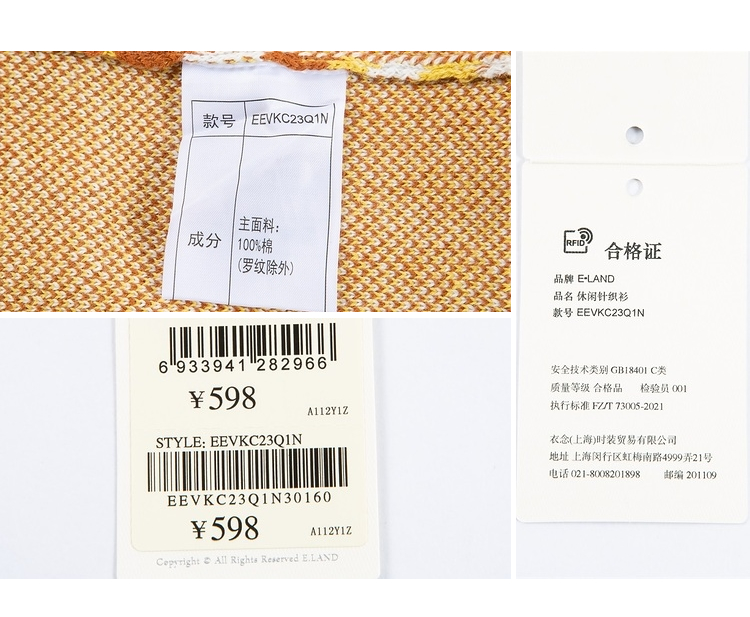 款号 EEVKC23Q1N
成分
主面料:
100%棉
(罗纹除外)
6 933941 282966
¥598
A112Y1Z
STYLE: EEVKC23Q1N
EEVKC23Q1N30160
¥598
A112Y1Z
Copyright © All Rights Reserved E.LAND
RFID
合格证
品牌 E•LAND
品名 休闲针织衫
款号 EEVKC23Q1N
安全技术类别 GB18401 C类
质量等级 合格品 检验员 001
执行标准 FZ/T 73005-2021
衣念(上海)时装贸易有限公司
地址 上海闵行区虹梅南路4999弄21号
电话 021-8008201898 邮编 201109